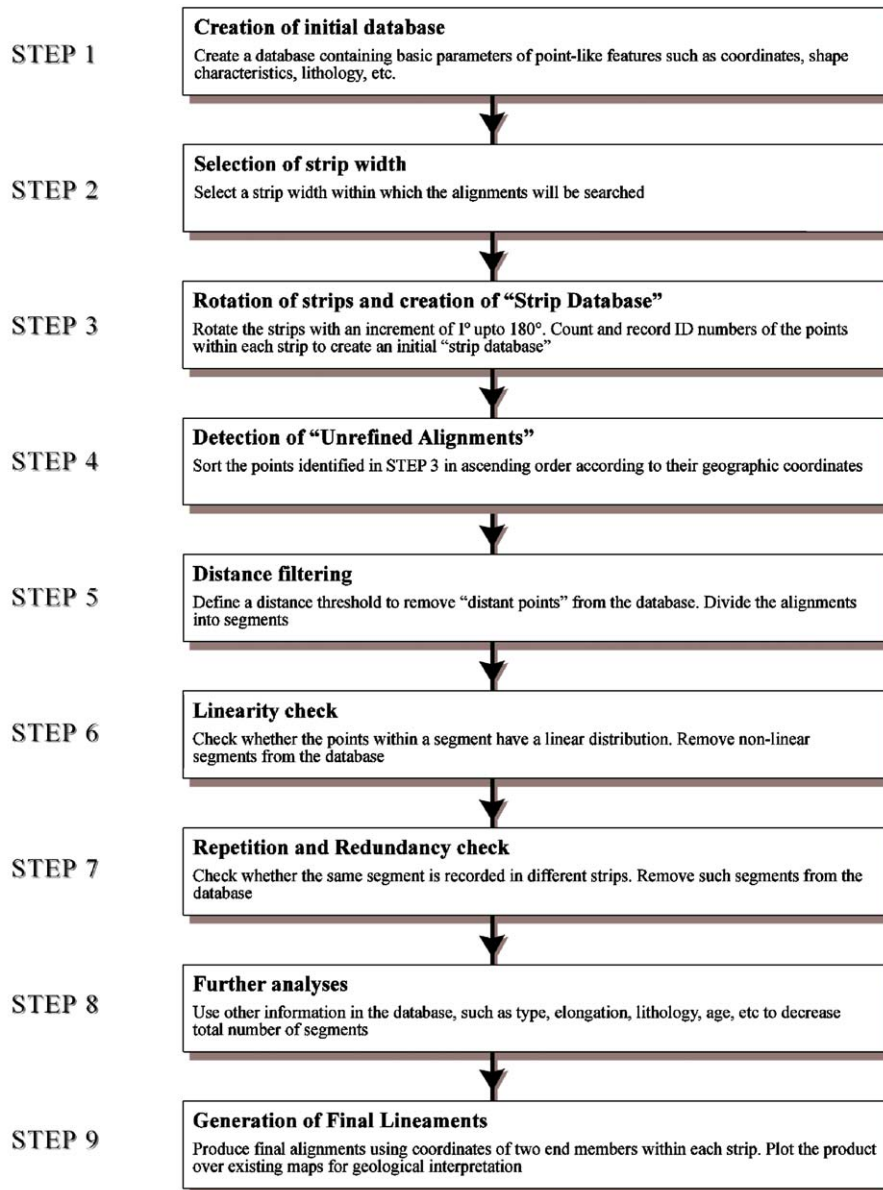 STEP 1
Creation of initial database
Create a database containing basic parameters of point-like features such as coordinates, shape
characteristics, lithology, etc.
STEP 2
Selection of strip width
Select a strip width within which the alignments will be searched
STEP 3
Rotation of strips and creation of “Strip Database”
Rotate the strips with an increment of 1º upto 180°. Count and record ID numbers of the points
within each strip to create an initial “strip database”
STEP 4
Detection of “Unrefined Alignments”
Sort the points identified in STEP 3 in ascending order according to their geographic coordinates
STEP 5
Distance filtering
Define a distance threshold to remove “distant points” from the database. Divide the alignments
into segments
STEP 6
Linearity check
Check whether the points within a segment have a linear distribution. Remove non-linear
segments from the database
STEP 7
Repetition and Redundancy check
Check whether the same segment is recorded in different strips. Remove such segments from the
database
STEP 8
Further analyses
Use other information in the database, such as type, elongation, lithology, age, etc to decrease
total number of segments
STEP 9
Generation of Final Lineaments
Produce final alignments using coordinates of two end members within each strip. Plot the product
over existing maps for geological interpretation